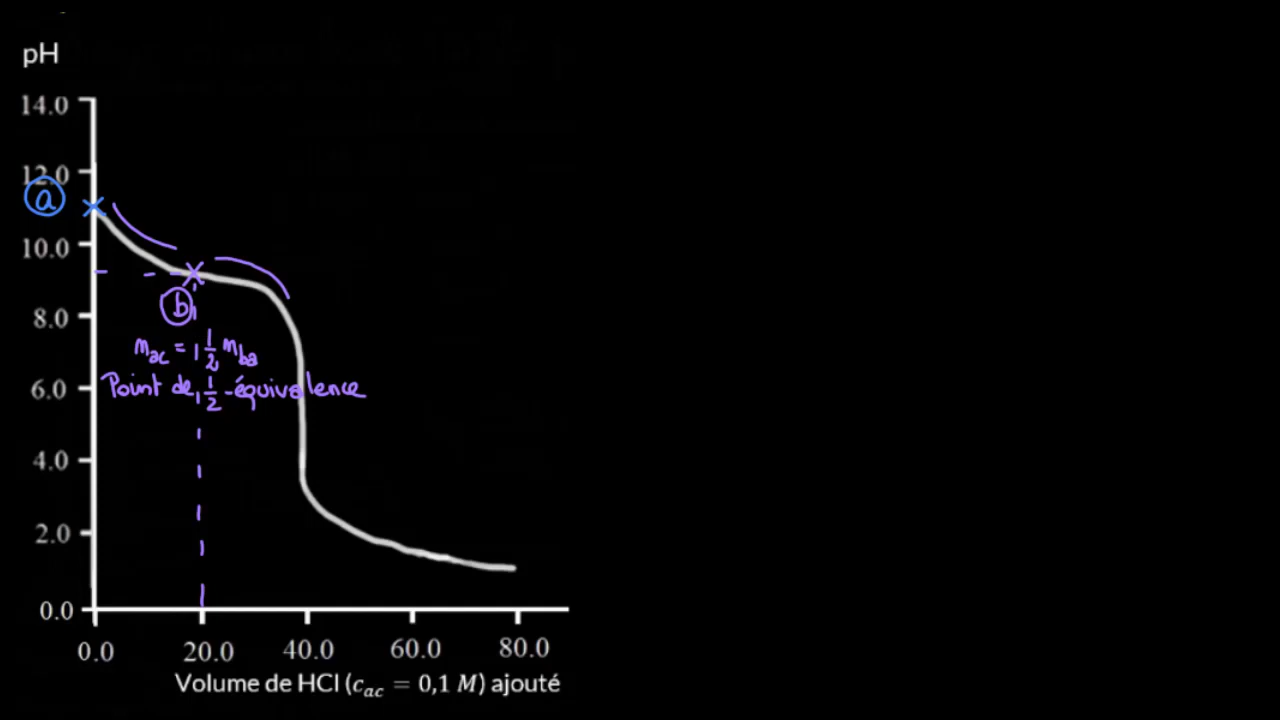 pH
14.0
12.0
a
10.0
b
8.0
m_ac = 1/2 m_ba
6.0
Point de 1/2-équivalence
4.0
2.0
0.0
0.0 20.0 40.0 60.0 80.0
Volume de HCl (c_ac = 0,1 M) ajouté